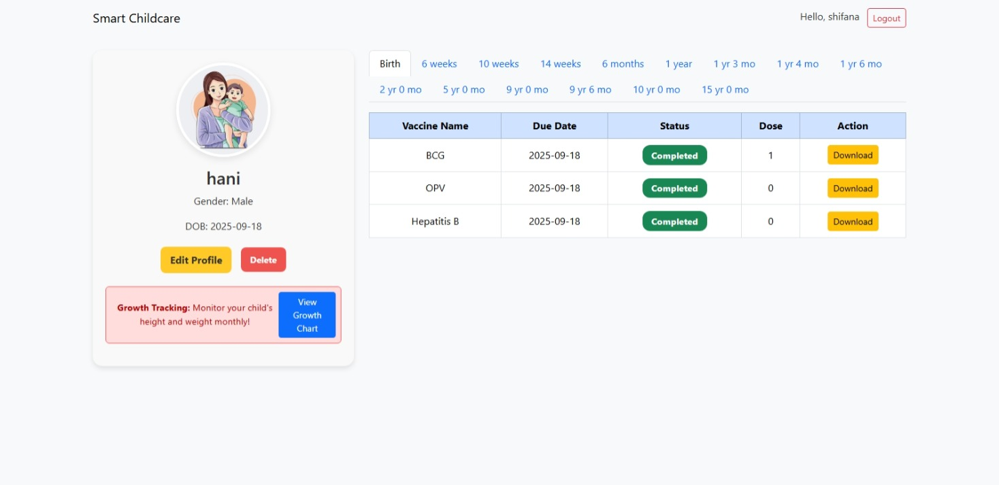 Smart Childcare
Hello, shifana Logout
hani
Gender: Male
DOB: 2025-09-18
Edit Profile Delete
Growth Tracking: Monitor your child's
height and weight monthly!
View
Growth
Chart
Birth 6 weeks 10 weeks 14 weeks 6 months 1 year 1 yr 3 mo 1 yr 4 mo 1 yr 6 mo
2 yr 0 mo 5 yr 0 mo 9 yr 0 mo 9 yr 6 mo 10 yr 0 mo 15 yr 0 mo
Vaccine Name Due Date Status Dose Action
BCG 2025-09-18 Completed 1 Download
OPV 2025-09-18 Completed 0 Download
Hepatitis B 2025-09-18 Completed 0 Download